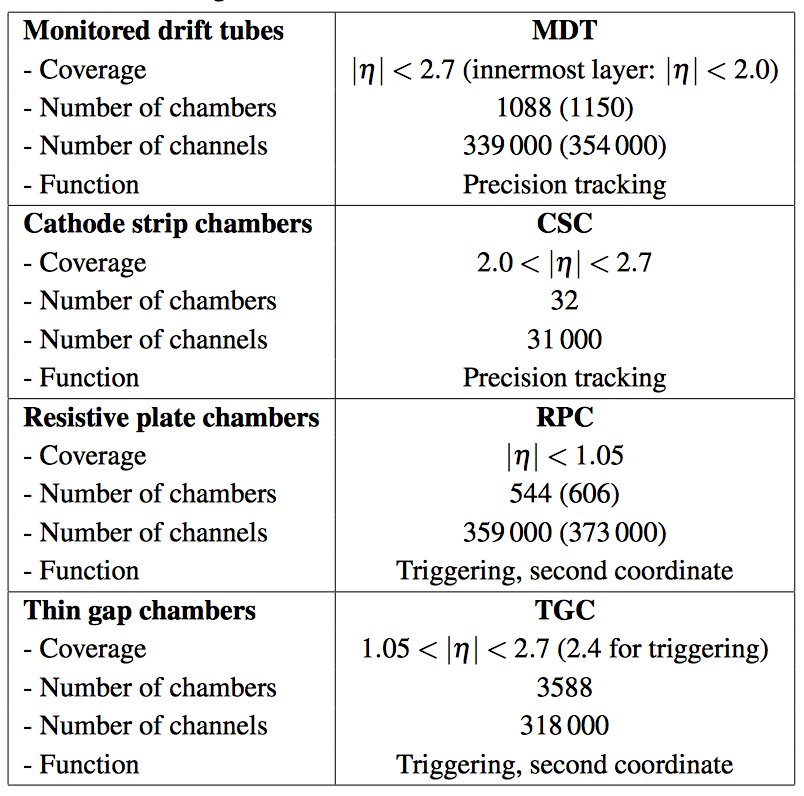 Monitored drift tubes MDT
- Coverage |η| < 2.7 (innermost layer: |η| < 2.0)
- Number of chambers 1088 (1150)
- Number of channels 339 000 (354 000)
- Function Precision tracking
Cathode strip chambers CSC
- Coverage 2.0 < |η| < 2.7
- Number of chambers 32
- Number of channels 31 000
- Function Precision tracking
Resistive plate chambers RPC
- Coverage |η| < 1.05
- Number of chambers 544 (606)
- Number of channels 359 000 (373 000)
- Function Triggering, second coordinate
Thin gap chambers TGC
- Coverage 1.05 < |η| < 2.7 (2.4 for triggering)
- Number of chambers 3588
- Number of channels 318 000
- Function Triggering, second coordinate